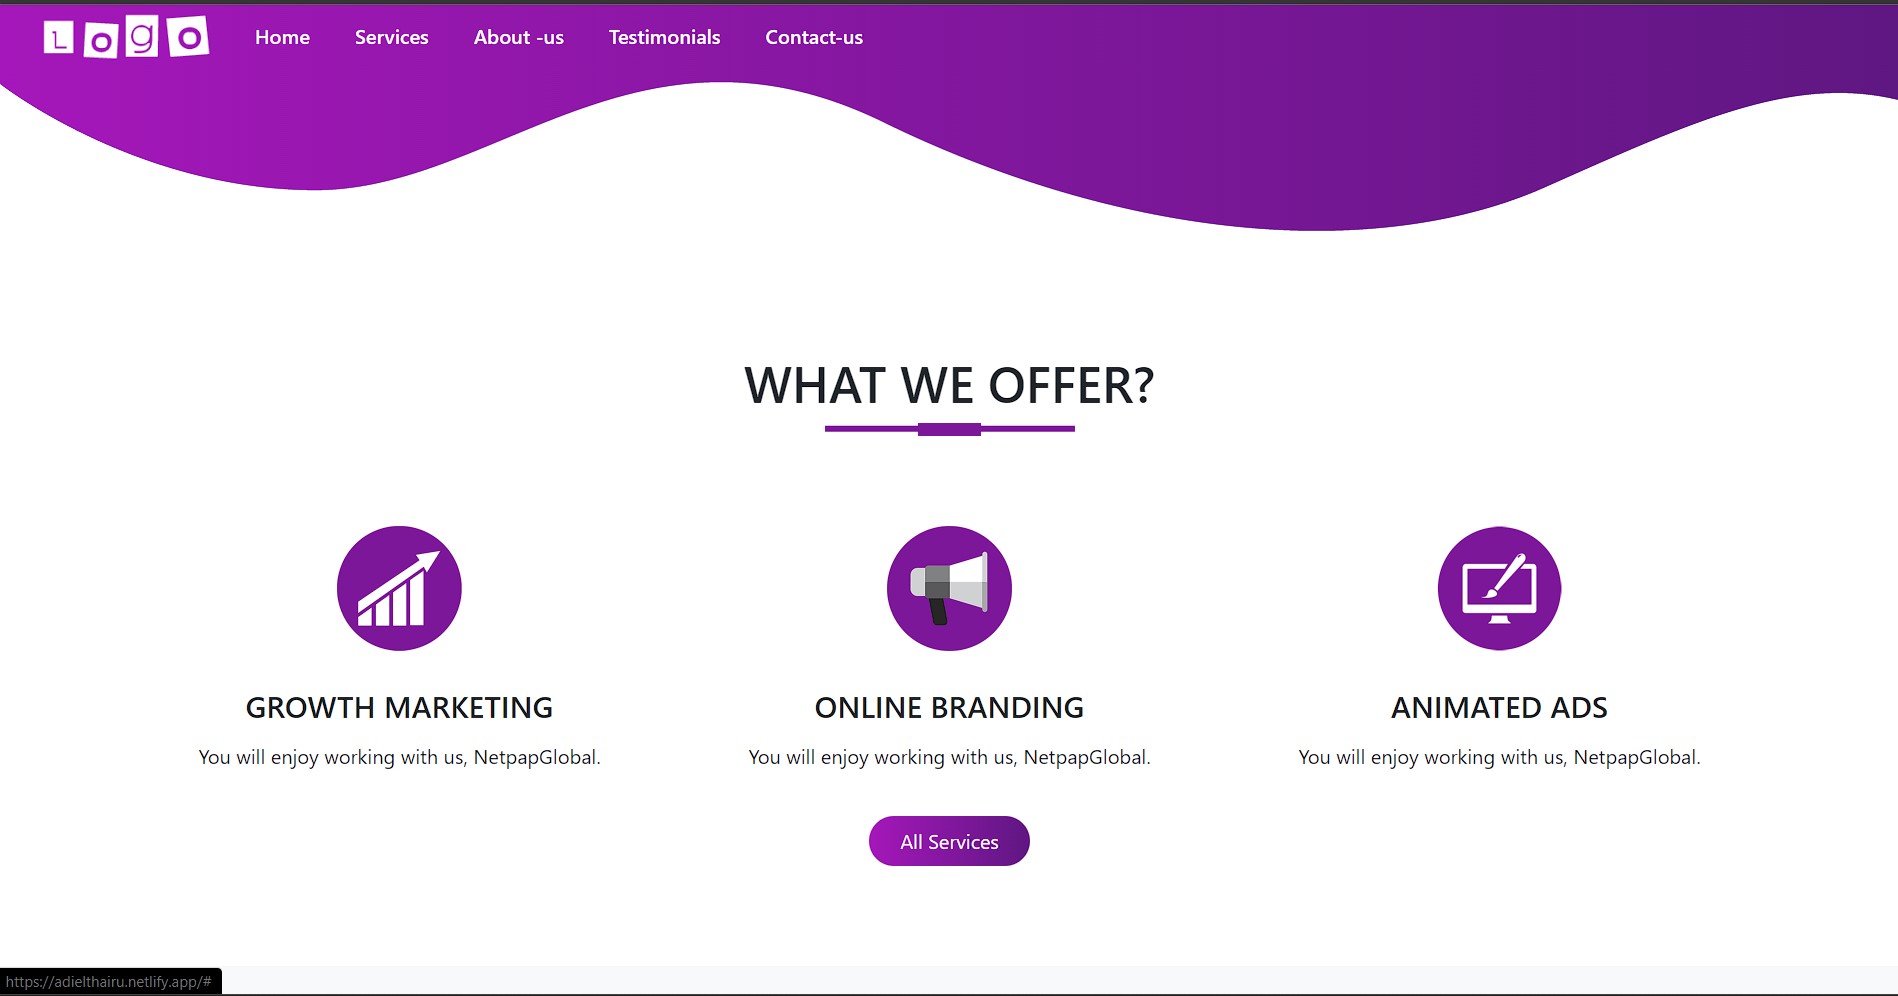 Logo Home Services About -us Testimonials Contact-us
WHAT WE OFFER?
GROWTH MARKETING
You will enjoy working with us, NetpapGlobal.
ONLINE BRANDING
You will enjoy working with us, NetpapGlobal.
ANIMATED ADS
You will enjoy working with us, NetpapGlobal.
All Services
https://adielthairu.netlify.app/#